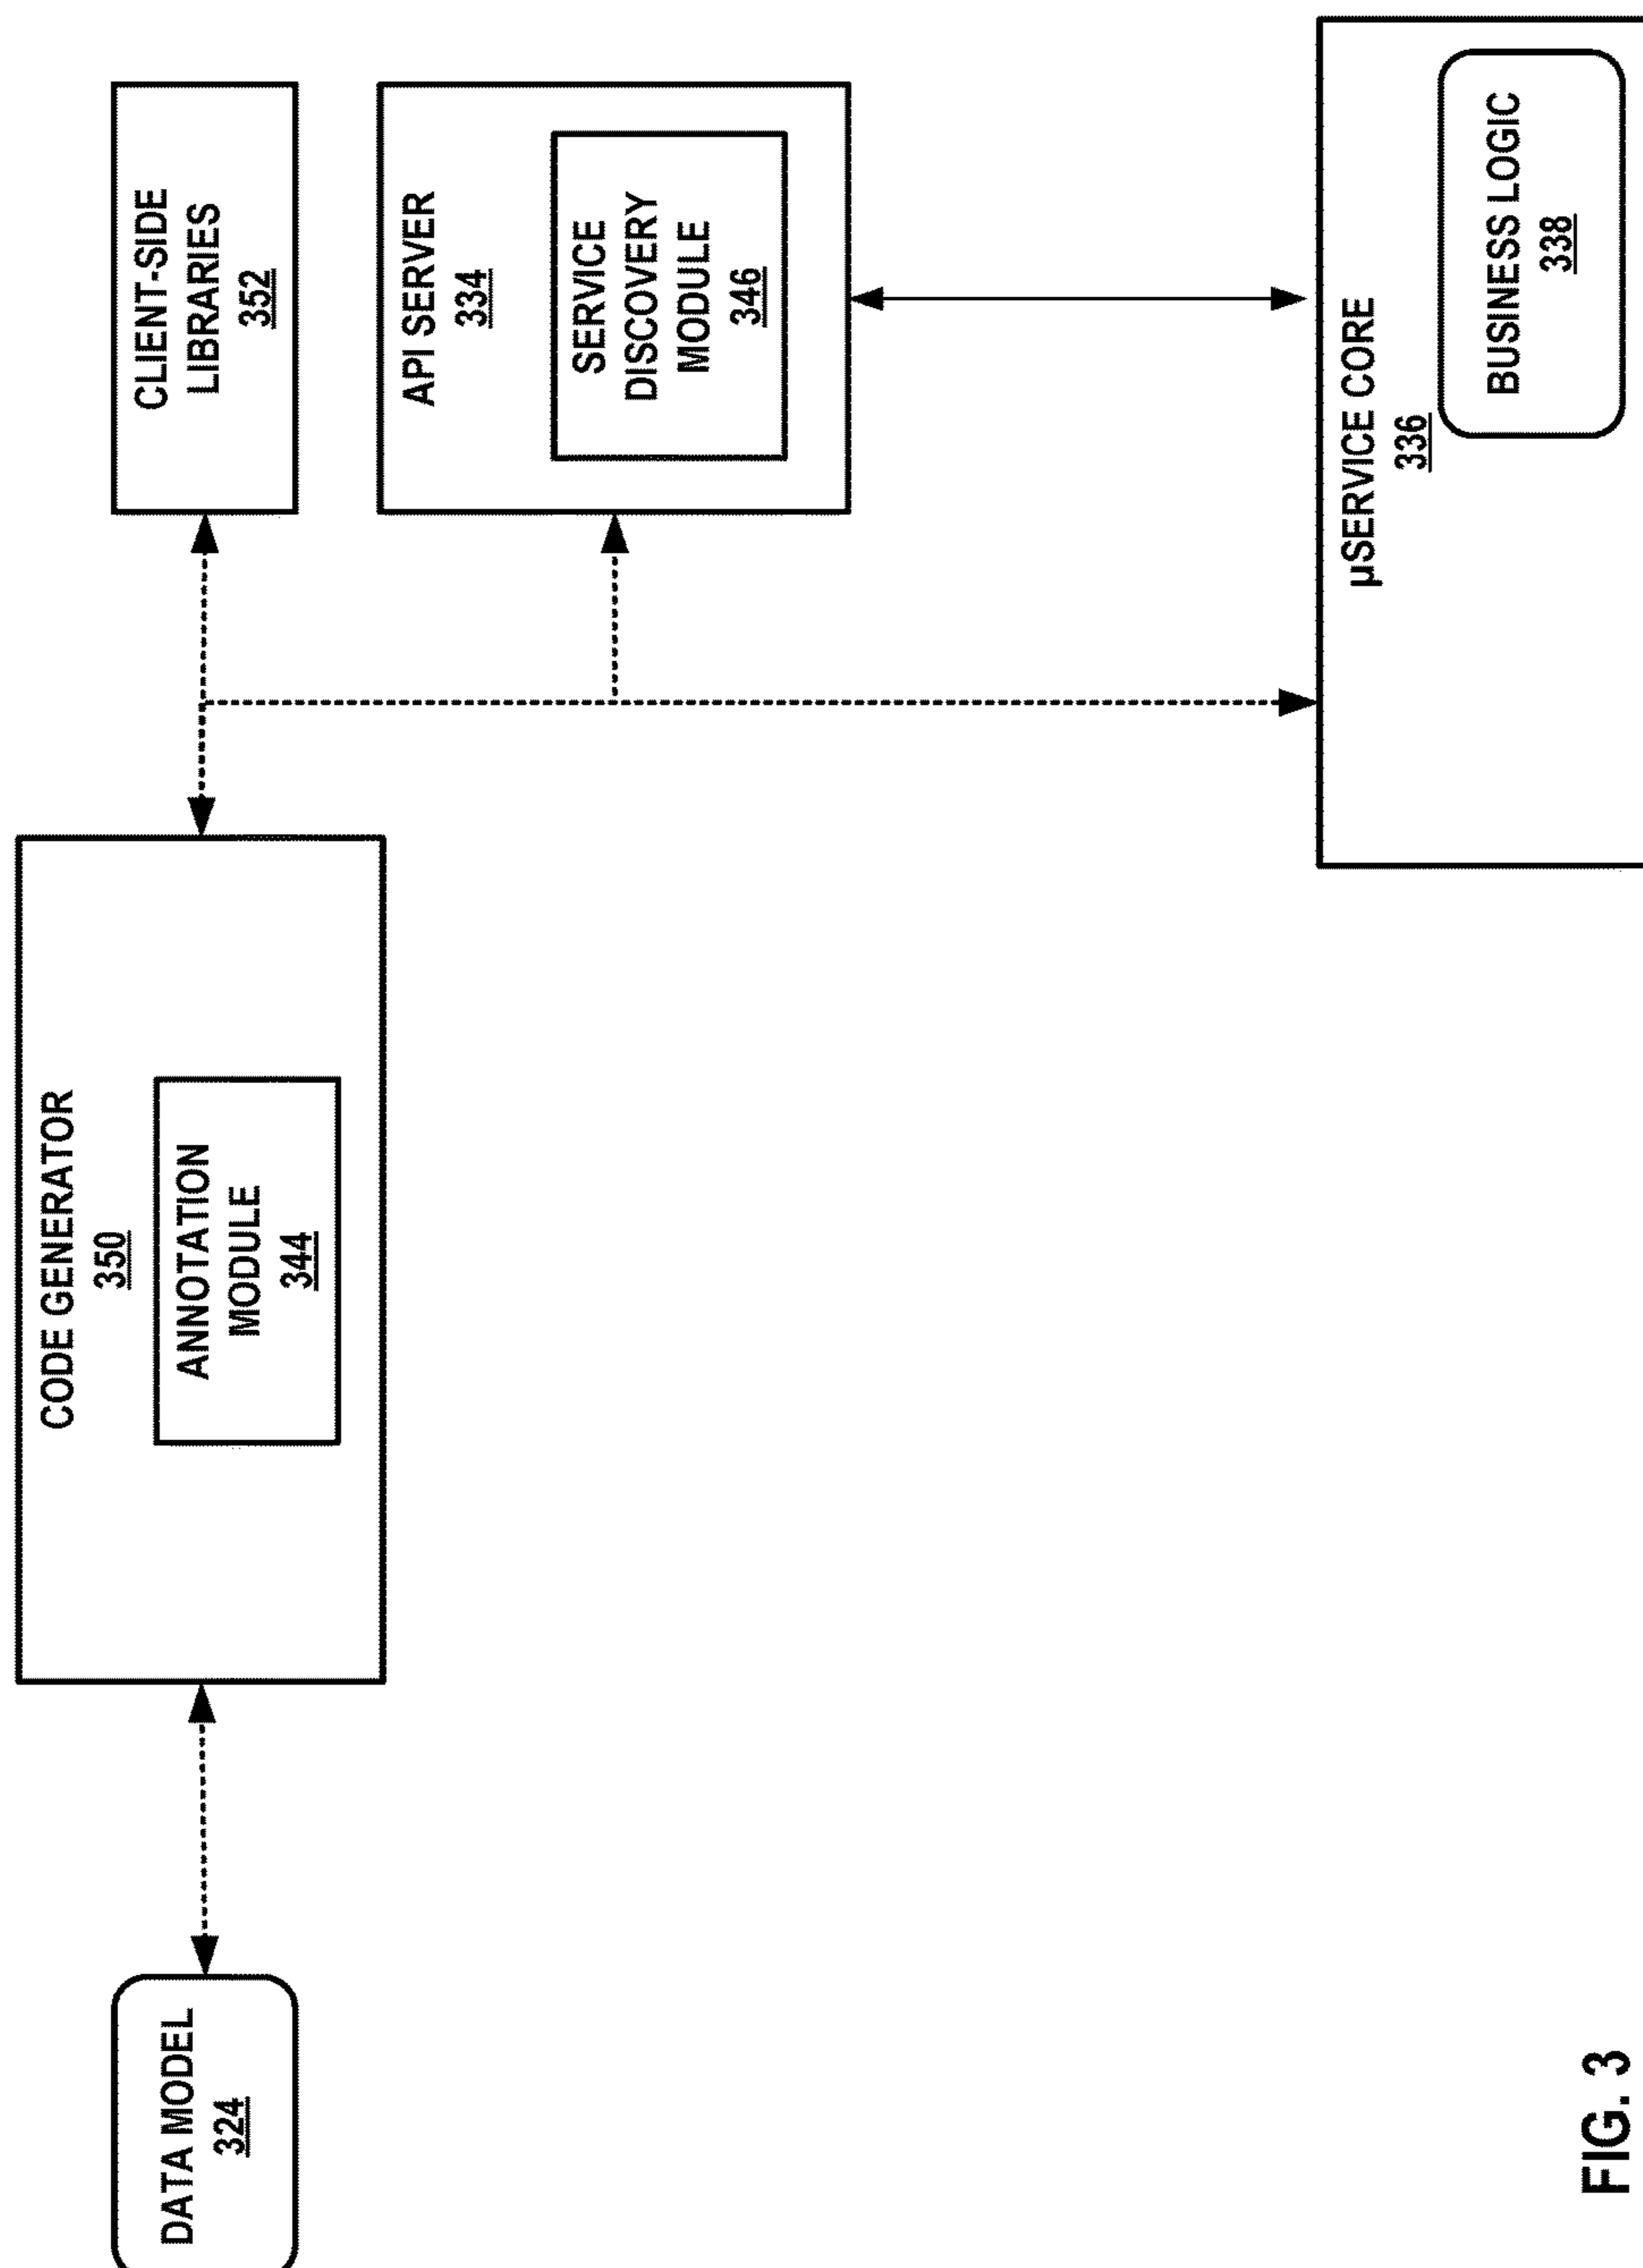 DATA MODEL
324
CODE GENERATOR
350
ANNOTATION
MODULE
344
CLIENT-SIDE
LIBRARIES
352
API SERVER
334
SERVICE
DISCOVERY
MODULE
346
µSERVICE CORE
336
BUSINESS LOGIC
338
FIG. 3